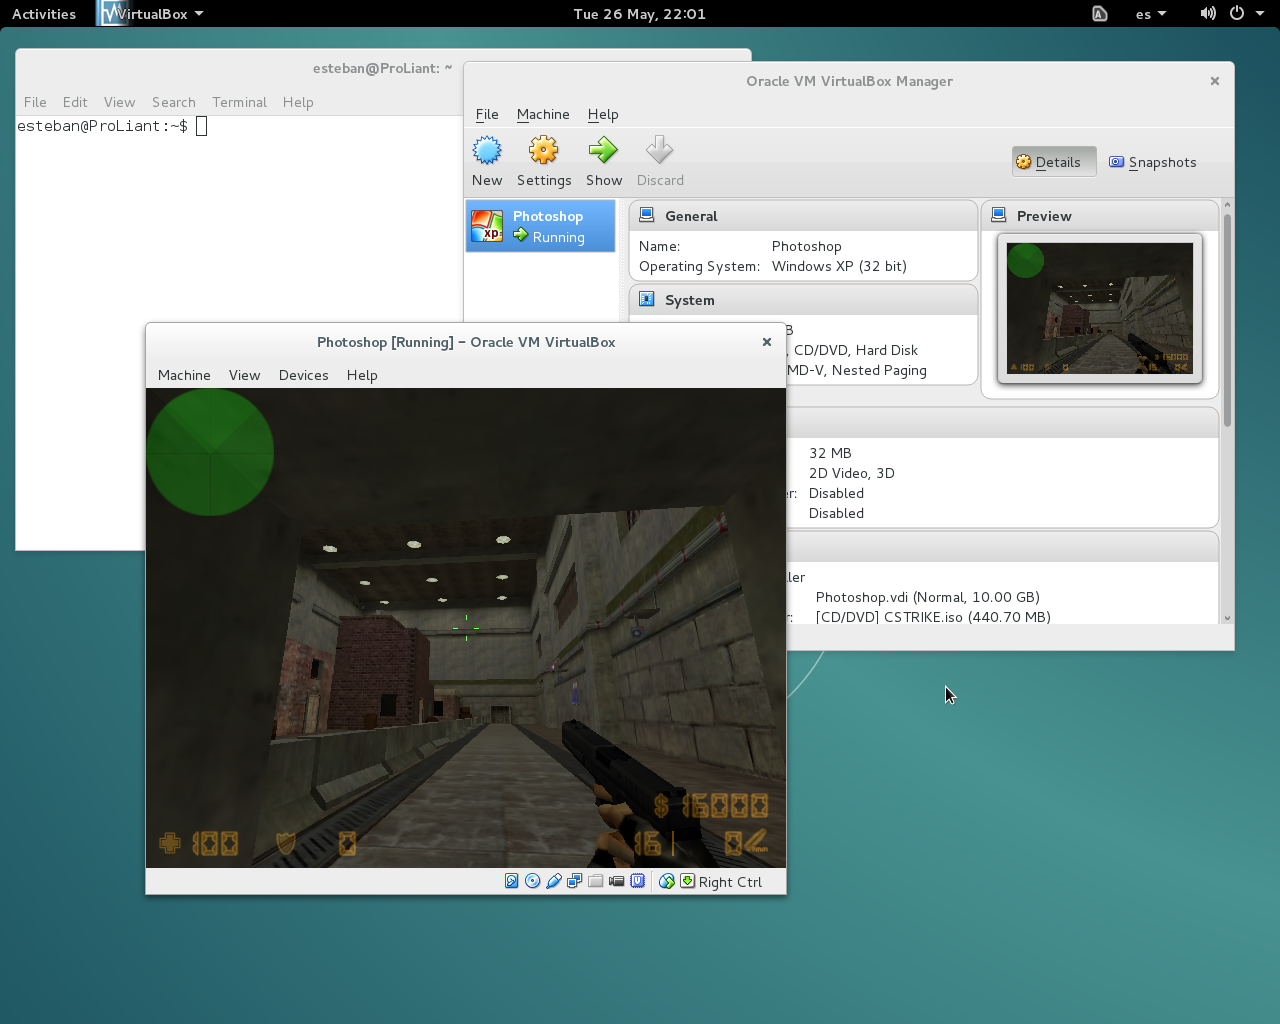 Activities VirtualBox Tue 26 May, 22:01 es
esteban@ProLiant: ~
File Edit View Search Terminal Help
esteban@ProLiant:~$
Oracle VM VirtualBox Manager
File Machine Help
New Settings Show Discard Details Snapshots
xp Photoshop
Running
General
Name: Photoshop
Operating System: Windows XP (32 bit)
System
B
, CD/DVD, Hard Disk
MD-V, Nested Paging
Preview
32 MB
2D Video, 3D
er: Disabled
Disabled
ller
Photoshop.vdi (Normal, 10.00 GB)
r: [CD/DVD] CSTRIKE.iso (440.70 MB)
Photoshop [Running] - Oracle VM VirtualBox
Machine View Devices Help
$ 16000
100 0 16 | 0 9mm
Right Ctrl